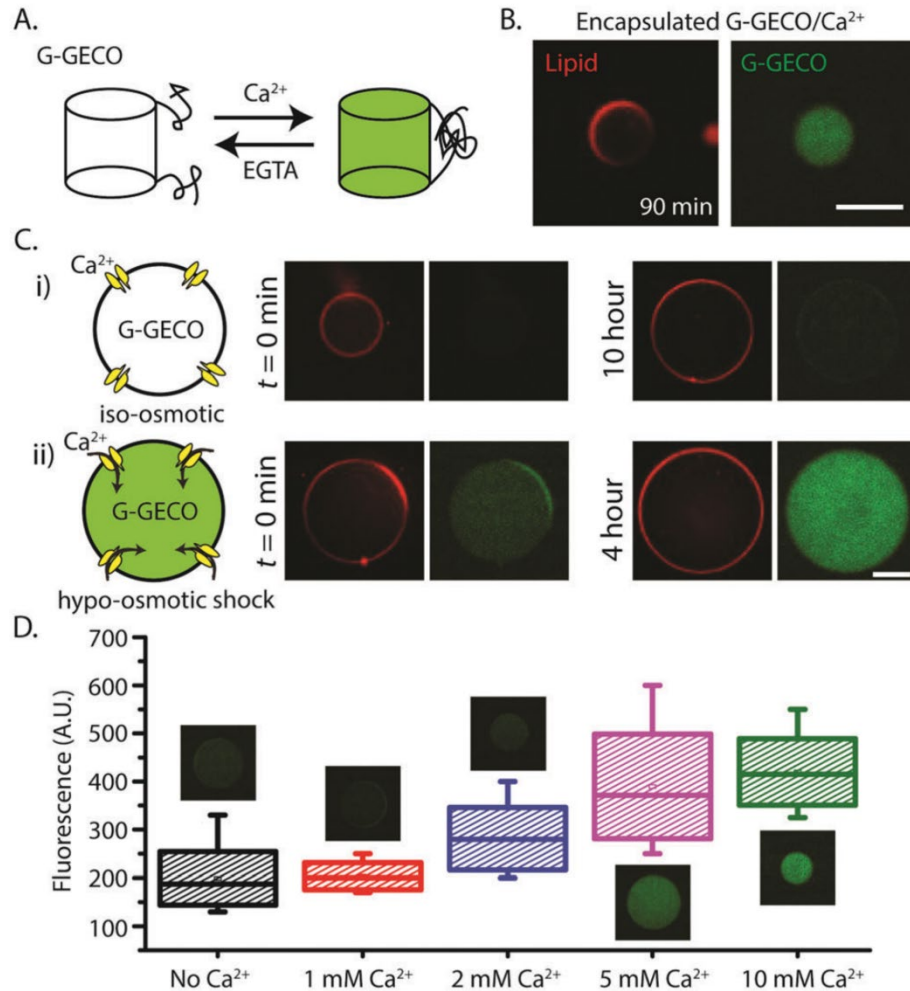 A.
G-GECO
Ca²⁺
EGTA
B.
Encapsulated G-GECO/Ca²⁺
Lipid
90 min
G-GECO
C.
i)
Ca²⁺
G-GECO
iso-osmotic
t = 0 min
10 hour
ii)
Ca²⁺
G-GECO
hypo-osmotic shock
t = 0 min
4 hour
D.
Fluorescence (A.U.)
700
600
500
400
300
200
100
No Ca²⁺ 1 mM Ca²⁺ 2 mM Ca²⁺ 5 mM Ca²⁺ 10 mM Ca²⁺